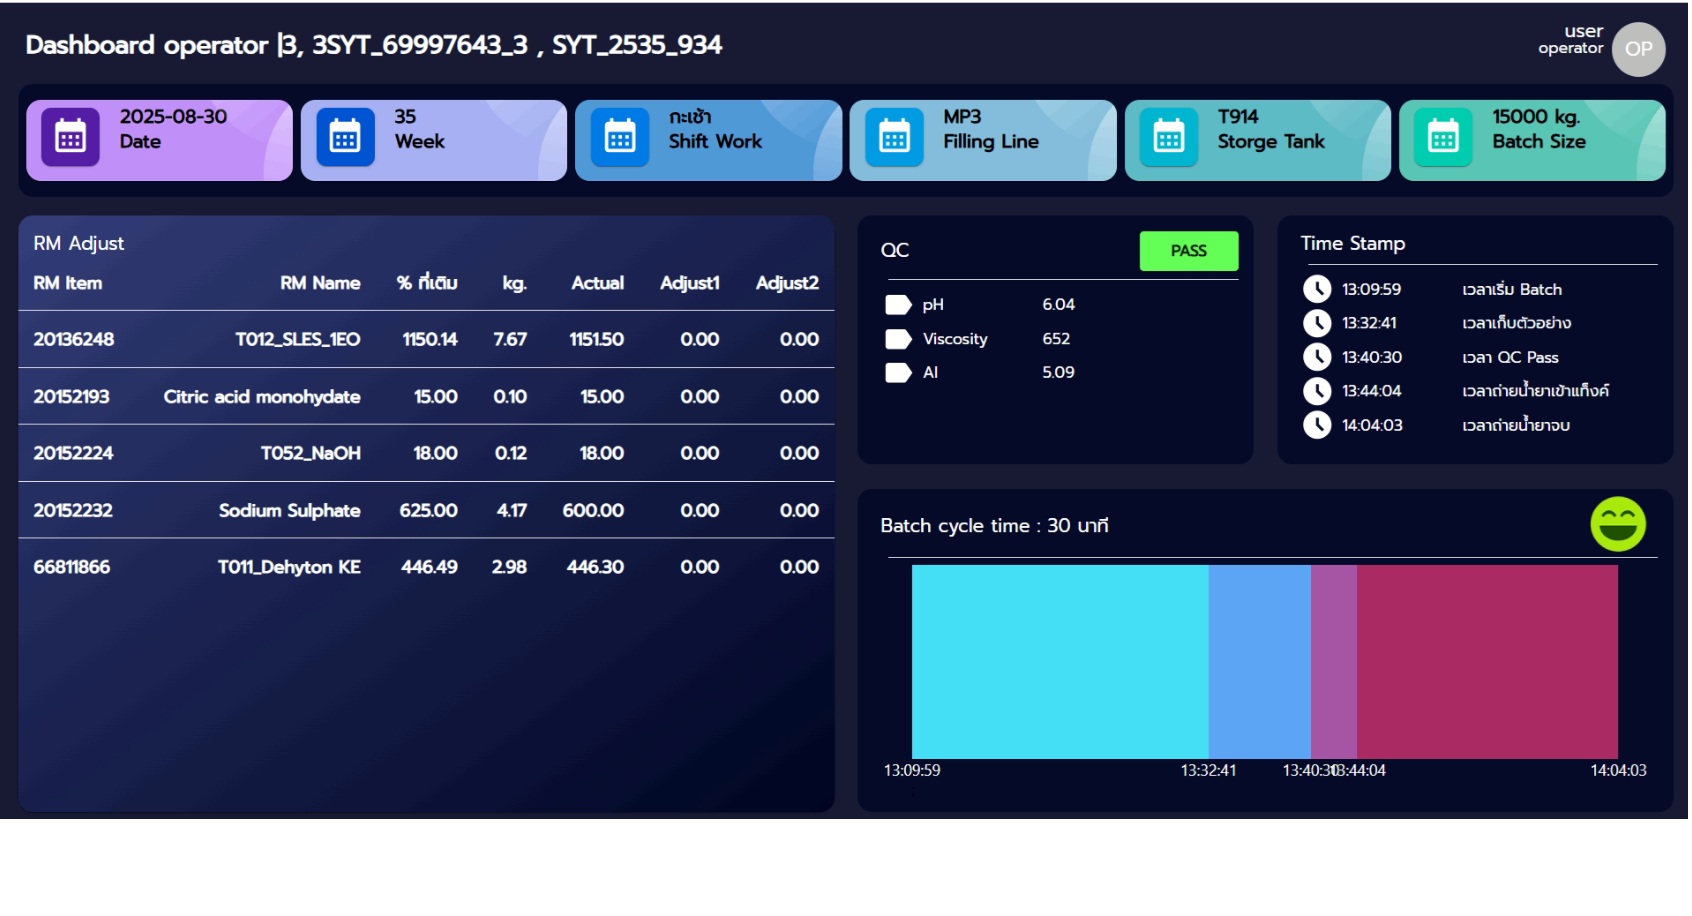 Dashboard operator |3, 3SYT_69997643_3 , SYT_2535_934
user
operator
OP
2025-08-30
Date
35
Week
กะเช้า
Shift Work
MP3
Filling Line
T914
Storge Tank
15000 kg.
Batch Size
RM Adjust
RM Item RM Name % ที่เติม kg. Actual Adjust1 Adjust2
20136248 T012_SLES_1EO 1150.14 7.67 1151.50 0.00 0.00
20152193 Citric acid monohydate 15.00 0.10 15.00 0.00 0.00
20152224 T052_NaOH 18.00 0.12 18.00 0.00 0.00
20152232 Sodium Sulphate 625.00 4.17 600.00 0.00 0.00
66811866 T011_Dehyton KE 446.49 2.98 446.30 0.00 0.00
QC
PASS
pH 6.04
Viscosity 652
AI 5.09
Time Stamp
13:09:59 เวลาเริ่ม Batch
13:32:41 เวลาเก็บตัวอย่าง
13:40:30 เวลา QC Pass
13:44:04 เวลาถ่ายน้ำยาเข้าแท็งค์
14:04:03 เวลาถ่ายน้ำยาจบ
Batch cycle time : 30 นาที
13:09:59 13:32:41 13:40:30 13:44:04 14:04:03